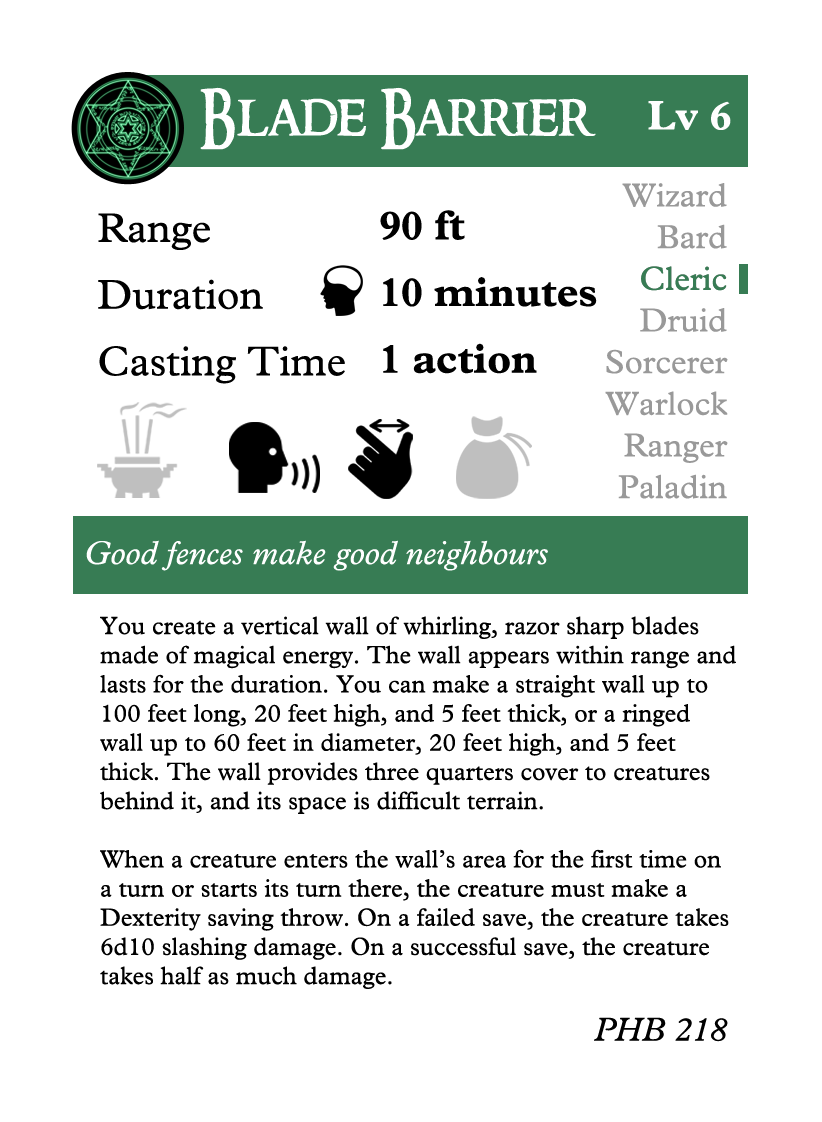 BLADE BARRIER Lv 6
Range 90 ft
Duration 10 minutes
Casting Time 1 action
Wizard
Bard
Cleric
Druid
Sorcerer
Warlock
Ranger
Paladin
Good fences make good neighbours
You create a vertical wall of whirling, razor sharp blades
made of magical energy. The wall appears within range and
lasts for the duration. You can make a straight wall up to
100 feet long, 20 feet high, and 5 feet thick, or a ringed
wall up to 60 feet in diameter, 20 feet high, and 5 feet
thick. The wall provides three quarters cover to creatures
behind it, and its space is difficult terrain.
When a creature enters the wall’s area for the first time on
a turn or starts its turn there, the creature must make a
Dexterity saving throw. On a failed save, the creature takes
6d10 slashing damage. On a successful save, the creature
takes half as much damage.
PHB 218